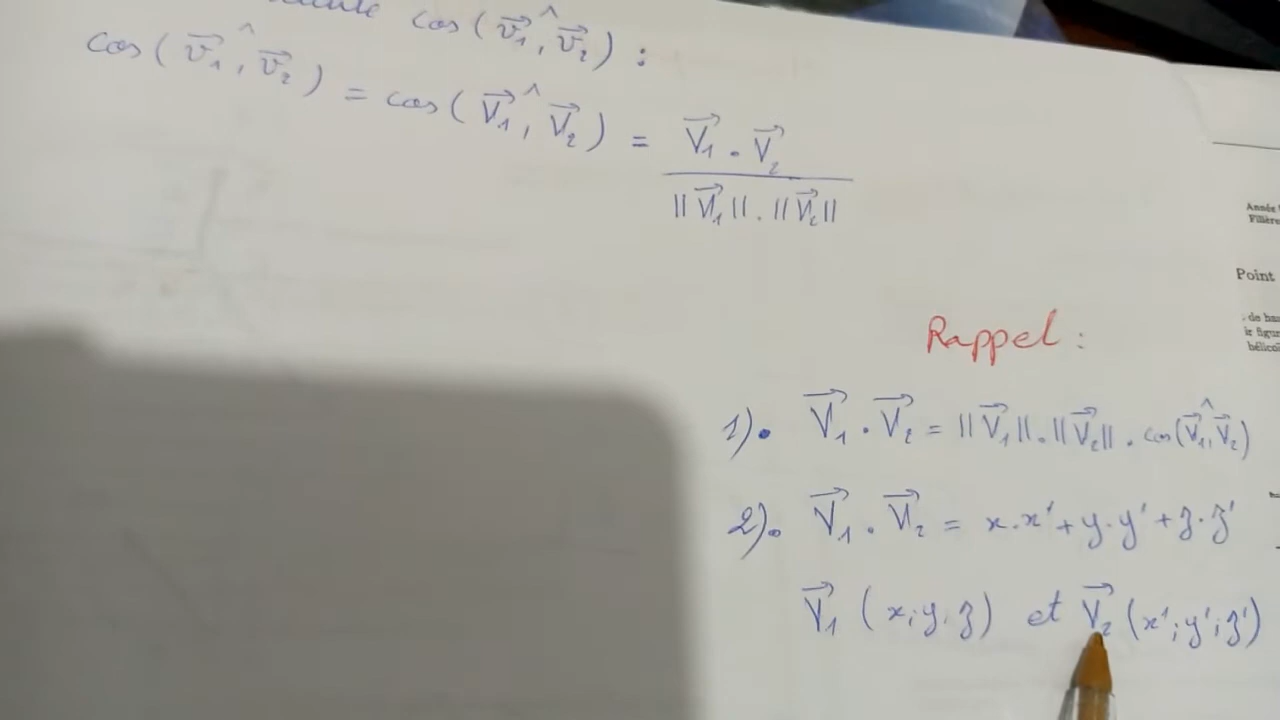 cos(v⃗₁ ^, v⃗₂) :
cos(v⃗₁ ^, v⃗₂) = cos(V⃗₁ ^, V⃗₂) = V⃗₁ . V⃗₂ / ||V⃗₁|| . ||V⃗₂||
Rappel :
1). V⃗₁ . V⃗₂ = ||V⃗₁|| . ||V⃗₂|| . cos(V⃗₁ ^, V⃗₂)
2). V⃗₁ . V⃗₂ = x.x' + y.y' + z.z'
V⃗₁ (x; y; z) et V⃗₂ (x'; y'; z')
Année
Point